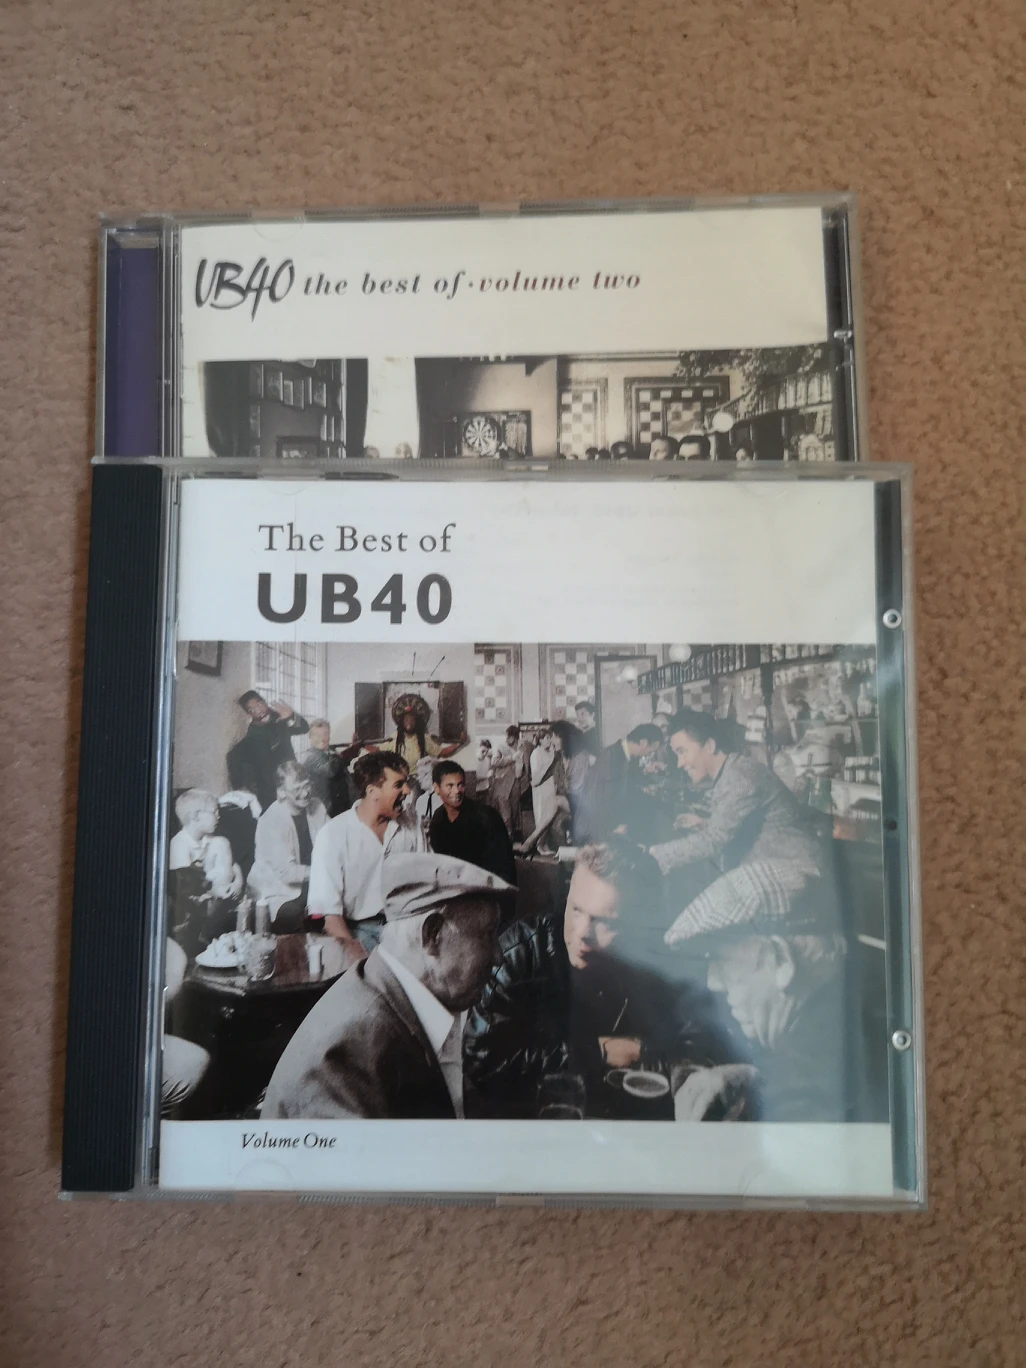 UB40 the best of·volume two
The Best of
UB40
Volume One